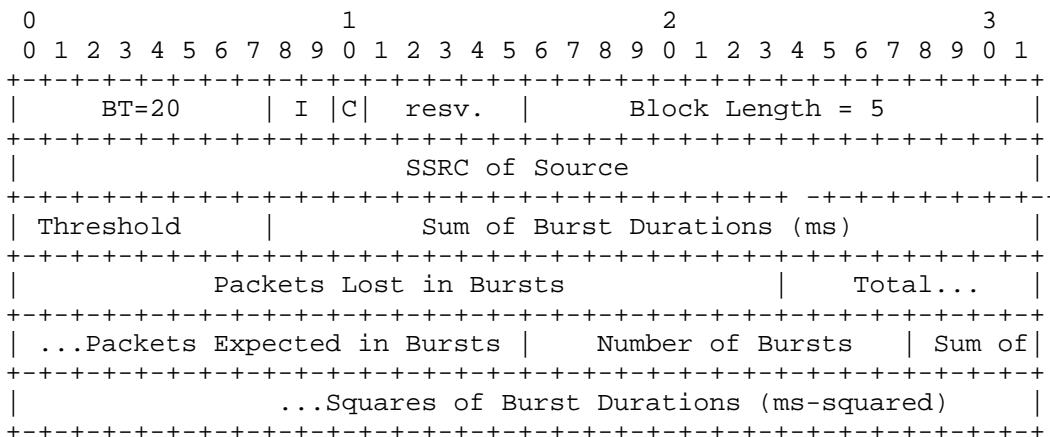 0                   1                   2                   3
 0 1 2 3 4 5 6 7 8 9 0 1 2 3 4 5 6 7 8 9 0 1 2 3 4 5 6 7 8 9 0 1
+-+-+-+-+-+-+-+-+-+-+-+-+-+-+-+-+-+-+-+-+-+-+-+-+-+-+-+-+-+-+-+-+
|     BT=20     | I |C|  resv.  |      Block Length = 5         |
+-+-+-+-+-+-+-+-+-+-+-+-+-+-+-+-+-+-+-+-+-+-+-+-+-+-+-+-+-+-+-+-+
|                        SSRC of Source                         |
+-+-+-+-+-+-+-+-+-+-+-+-+-+-+-+-+-+-+-+-+-+-+-+-+ -+-+-+-+-+-+-+-
| Threshold     |         Sum of Burst Durations (ms)           |
+-+-+-+-+-+-+-+-+-+-+-+-+-+-+-+-+-+-+-+-+-+-+-+-+-+-+-+-+-+-+-+-+
|            Packets Lost in Bursts             |    Total...   |
+-+-+-+-+-+-+-+-+-+-+-+-+-+-+-+-+-+-+-+-+-+-+-+-+-+-+-+-+-+-+-+-+
| ...Packets Expected in Bursts |    Number of Bursts   | Sum of|
+-+-+-+-+-+-+-+-+-+-+-+-+-+-+-+-+-+-+-+-+-+-+-+-+-+-+-+-+-+-+-+-+
|                ...Squares of Burst Durations (ms-squared)     |
+-+-+-+-+-+-+-+-+-+-+-+-+-+-+-+-+-+-+-+-+-+-+-+-+-+-+-+-+-+-+-+-+